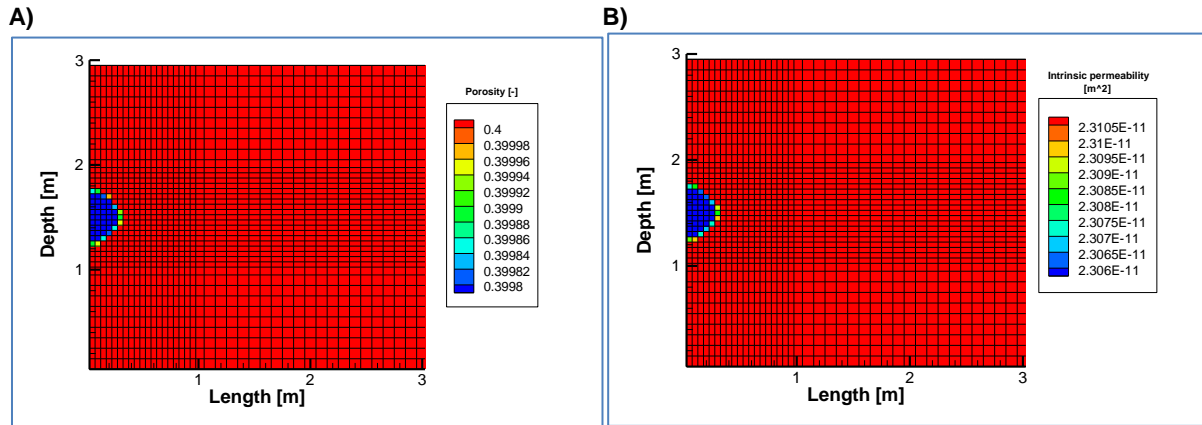 A)
3
2
1
Depth [m]
1
2
3
Length [m]
Porosity [-]
0.4
0.39998
0.39996
0.39994
0.39992
0.3999
0.39988
0.39986
0.39984
0.39982
0.3998
B)
3
2
1
Depth [m]
1
2
3
Length [m]
Intrinsic permeability
[m^2]
2.3105E-11
2.31E-11
2.3095E-11
2.309E-11
2.3085E-11
2.308E-11
2.3075E-11
2.307E-11
2.3065E-11
2.306E-11